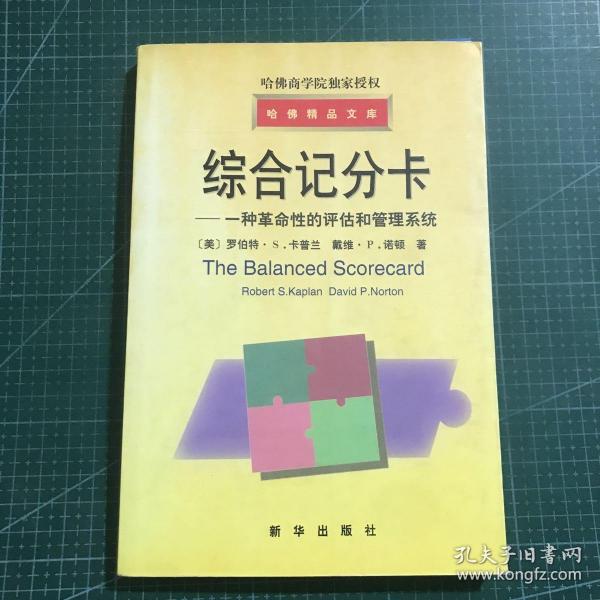 哈佛商学院独家授权
哈佛精品文库
综合记分卡
——一种革命性的评估和管理系统
〔美〕罗伯特·S.卡普兰 戴维·P.诺顿 著
The Balanced Scorecard
Robert S.Kaplan David P.Norton
新华出版社
孔夫子旧书网
www.kongfz.com